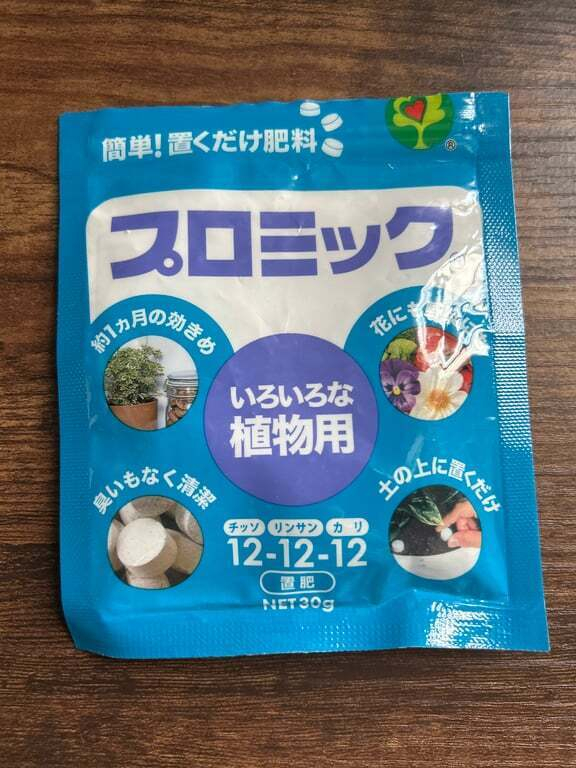 簡単!置くだけ肥料
®
プロミック
約1ヵ月の効きめ
花にも
いろいろな
植物用
臭いもなく清潔
土の上に置くだけ
チッソ リンサン カリ
12-12-12
置肥
NET30g